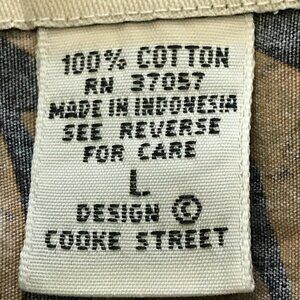 100% COTTON
RN 37057
MADE IN INDONESIA
SEE REVERSE
FOR CARE
L
DESIGN ©
COOKE STREET